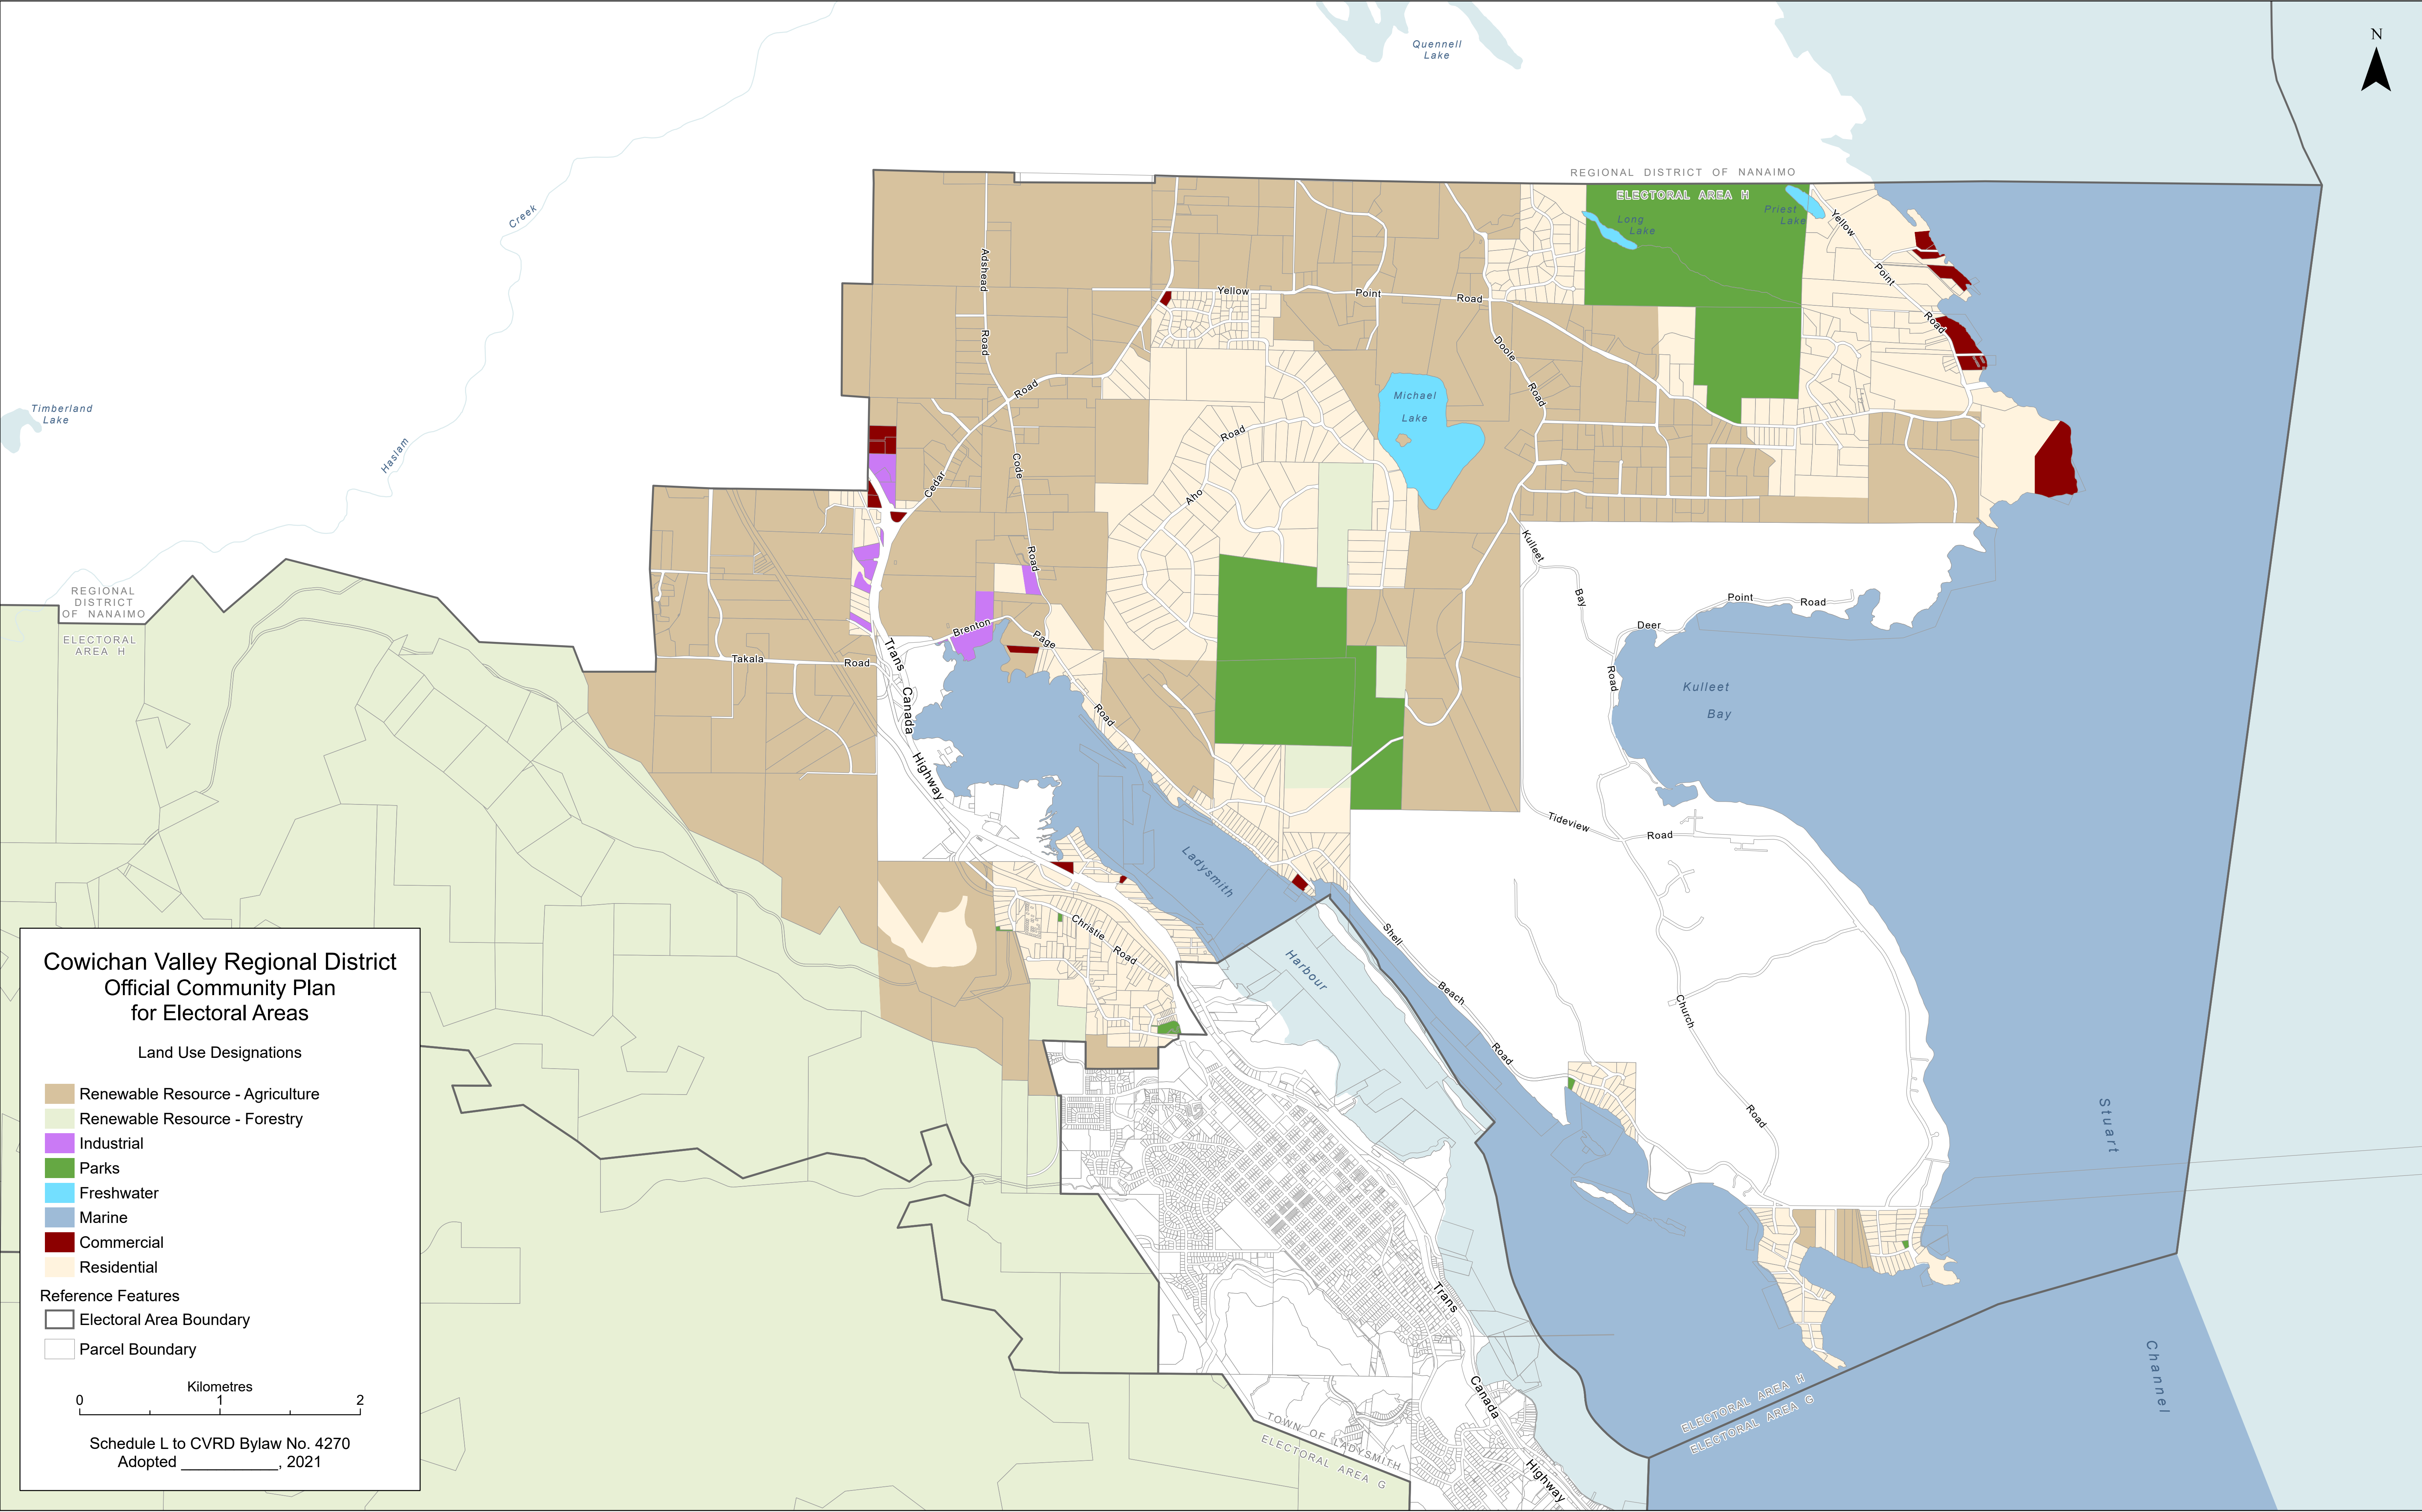 N
Quennell
Lake
REGIONAL DISTRICT OF NANAIMO
ELECTORAL AREA H
Priest
Lake
Long
Lake
Yellow
Point
Road
Creek
Adshead
Road
Yellow
Point
Road
Doole
Road
Michael
Lake
Timberland
Lake
Haslam
Road
Cedar
Code
Road
Road
Aho
Kulleet
Bay
Road
REGIONAL
DISTRICT
OF NANAIMO
ELECTORAL
AREA H
Deer
Point
Road
Brenton
Page
Road
Takala
Road
Trans
Canada
Highway
Kulleet
Bay
Tideview
Road
Ladysmith
Harbour
Christie
Road
Shell
Beach
Road
Church
Road
Stuart
Channel
Cowichan Valley Regional District
Official Community Plan
for Electoral Areas
Land Use Designations
Renewable Resource - Agriculture
Renewable Resource - Forestry
Industrial
Parks
Freshwater
Marine
Commercial
Residential
Reference Features
Electoral Area Boundary
Parcel Boundary
Kilometres
0 1 2
Schedule L to CVRD Bylaw No. 4270
Adopted ___________, 2021
Trans
Canada
Highway
TOWN OF LADYSMITH
ELECTORAL AREA G
ELECTORAL AREA H
ELECTORAL AREA G